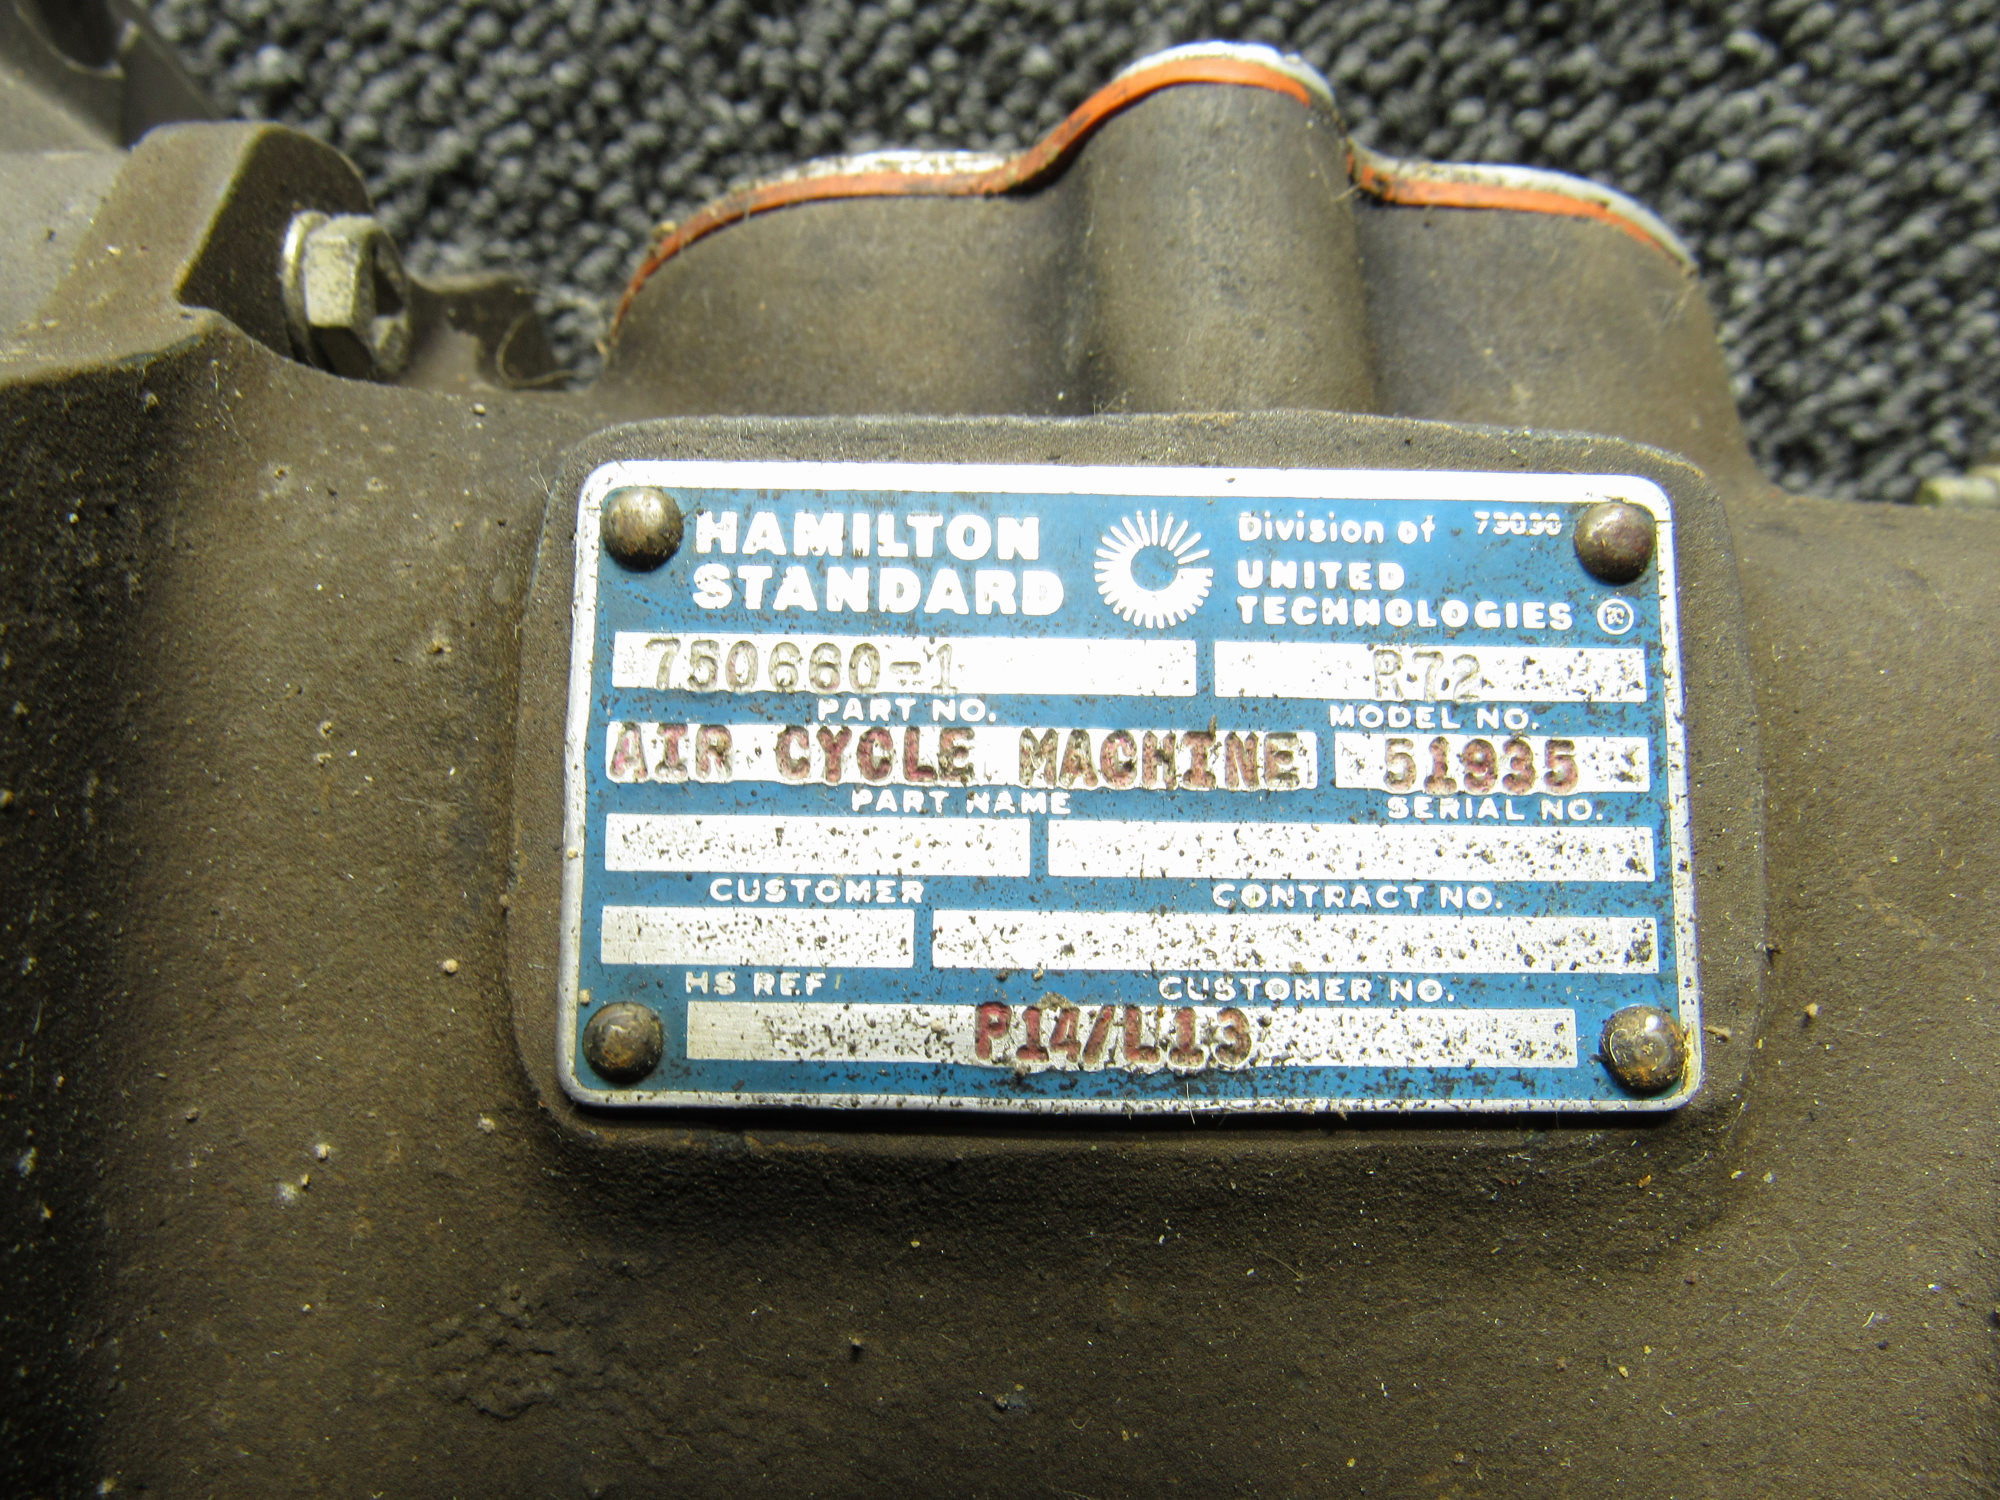 HAMILTON
STANDARD
Division of 73030
UNITED
TECHNOLOGIES ®
750660-1
PART NO.
R72
MODEL NO.
AIR CYCLE MACHINE
PART NAME
51935
SERIAL NO.
CUSTOMER
CONTRACT NO.
HS REF
CUSTOMER NO.
P14/L13